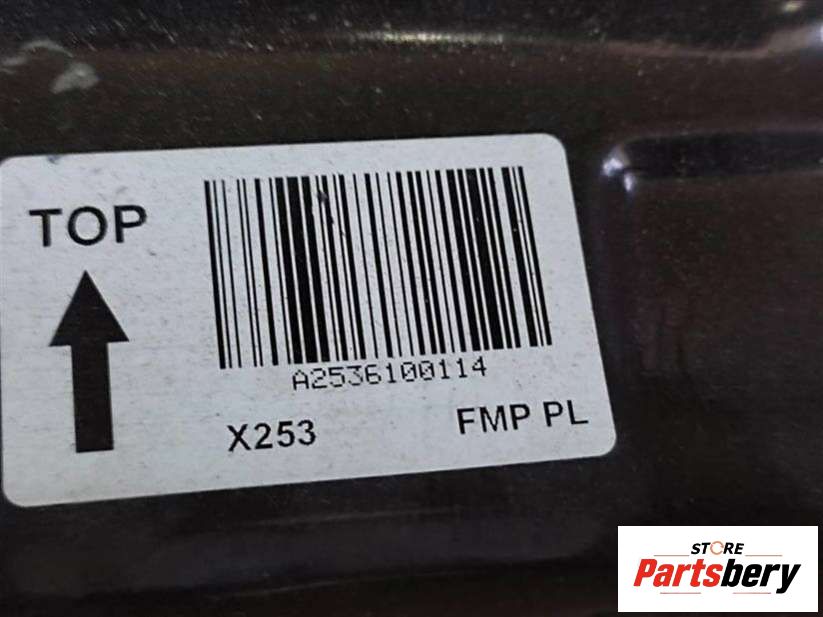 TOP
A2536100114
X253 FMP PL
STORE
Partsbery